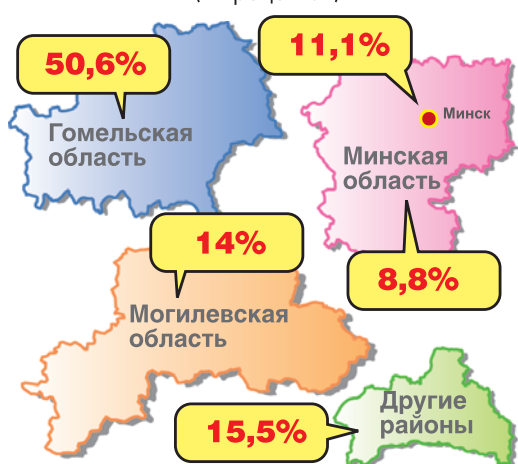 50,6%
11,1%
Гомельская
область
Минск
Минская
область
14%
8,8%
Могилевская
область
Другие
районы
15,5%